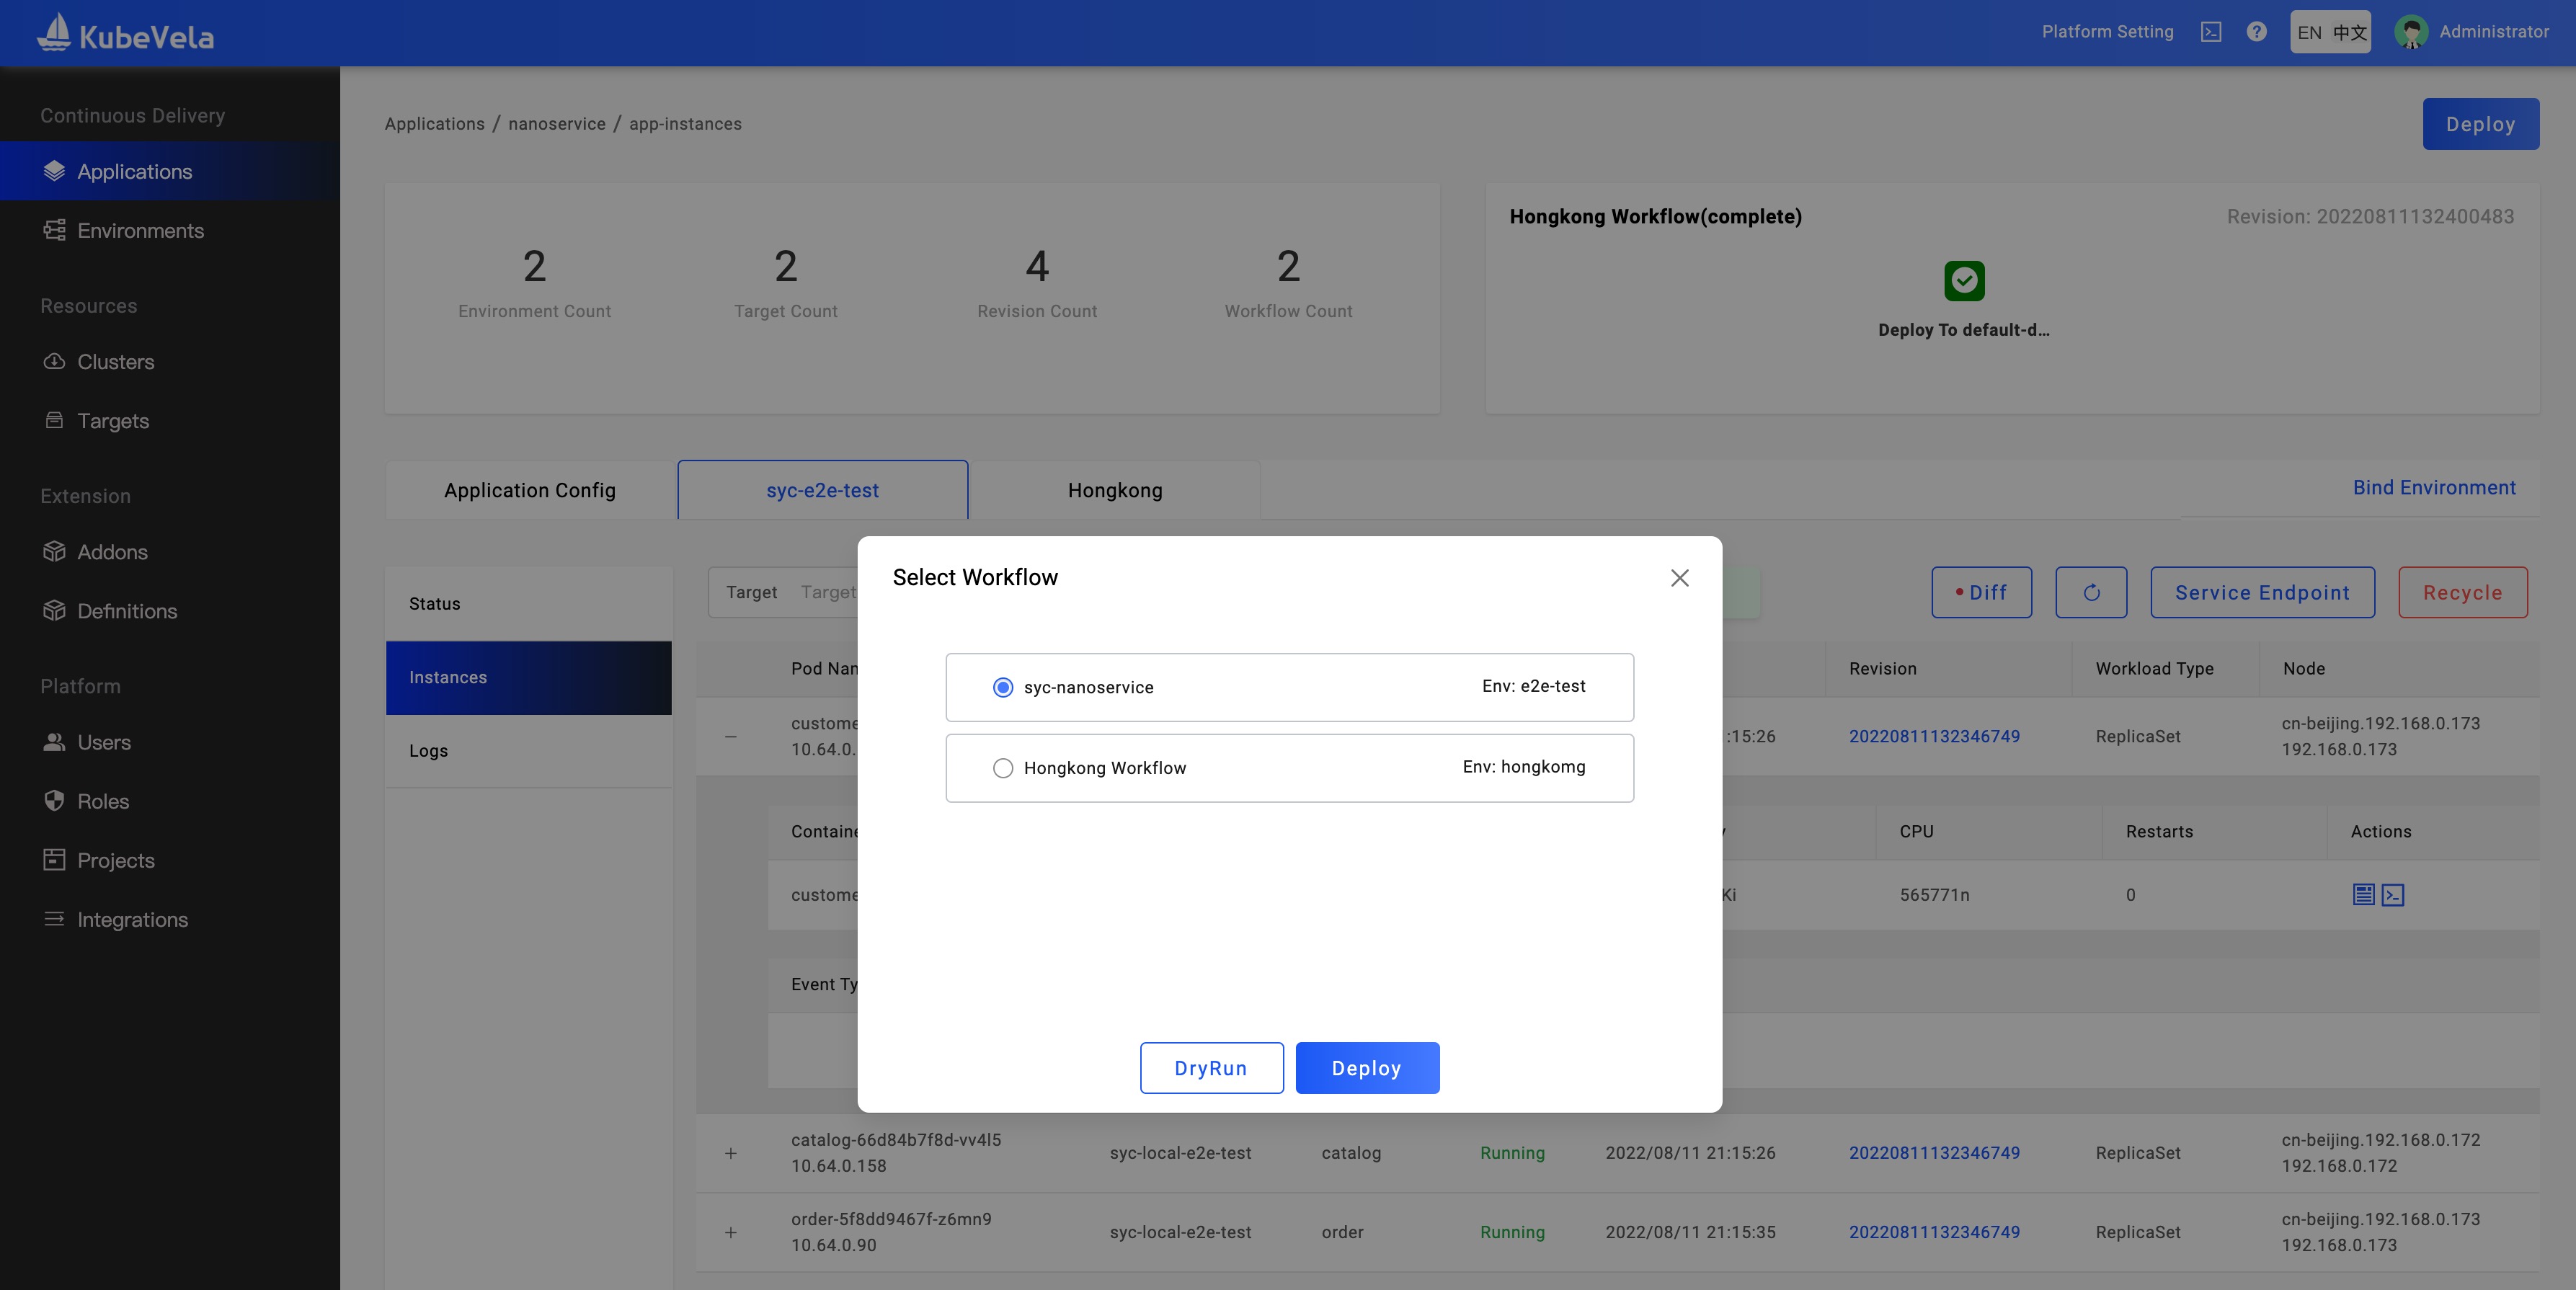 KubeVela
Platform Setting
EN 中文
Administrator
Continuous Delivery
Applications
Environments
Resources
Clusters
Targets
Extension
Addons
Definitions
Platform
Users
Roles
Projects
Integrations
Applications / nanoservice / app-instances
Deploy
2
Environment Count
2
Target Count
4
Revision Count
2
Workflow Count
Hongkong Workflow(complete)
Revision: 20220811132400483
Deploy To default-d...
Application Config
syc-e2e-test
Hongkong
Bind Environment
Status
Instances
Logs
Target
Target
Diff
Service Endpoint
Recycle
Select Workflow
syc-nanoservice
Env: e2e-test
Hongkong Workflow
Env: hongkomg
DryRun
Deploy
Pod Nan
Revision
Workload Type
Node
custome
10.64.0.
:15:26
20220811132346749
ReplicaSet
cn-beijing.192.168.0.173
192.168.0.173
Containe
CPU
Restarts
Actions
custome
Ki
565771n
0
Event Ty
catalog-66d84b7f8d-vv4l5
10.64.0.158
syc-local-e2e-test
catalog
Running
2022/08/11 21:15:26
20220811132346749
ReplicaSet
cn-beijing.192.168.0.172
192.168.0.172
order-5f8dd9467f-z6mn9
10.64.0.90
syc-local-e2e-test
order
Running
2022/08/11 21:15:35
20220811132346749
ReplicaSet
cn-beijing.192.168.0.173
192.168.0.173